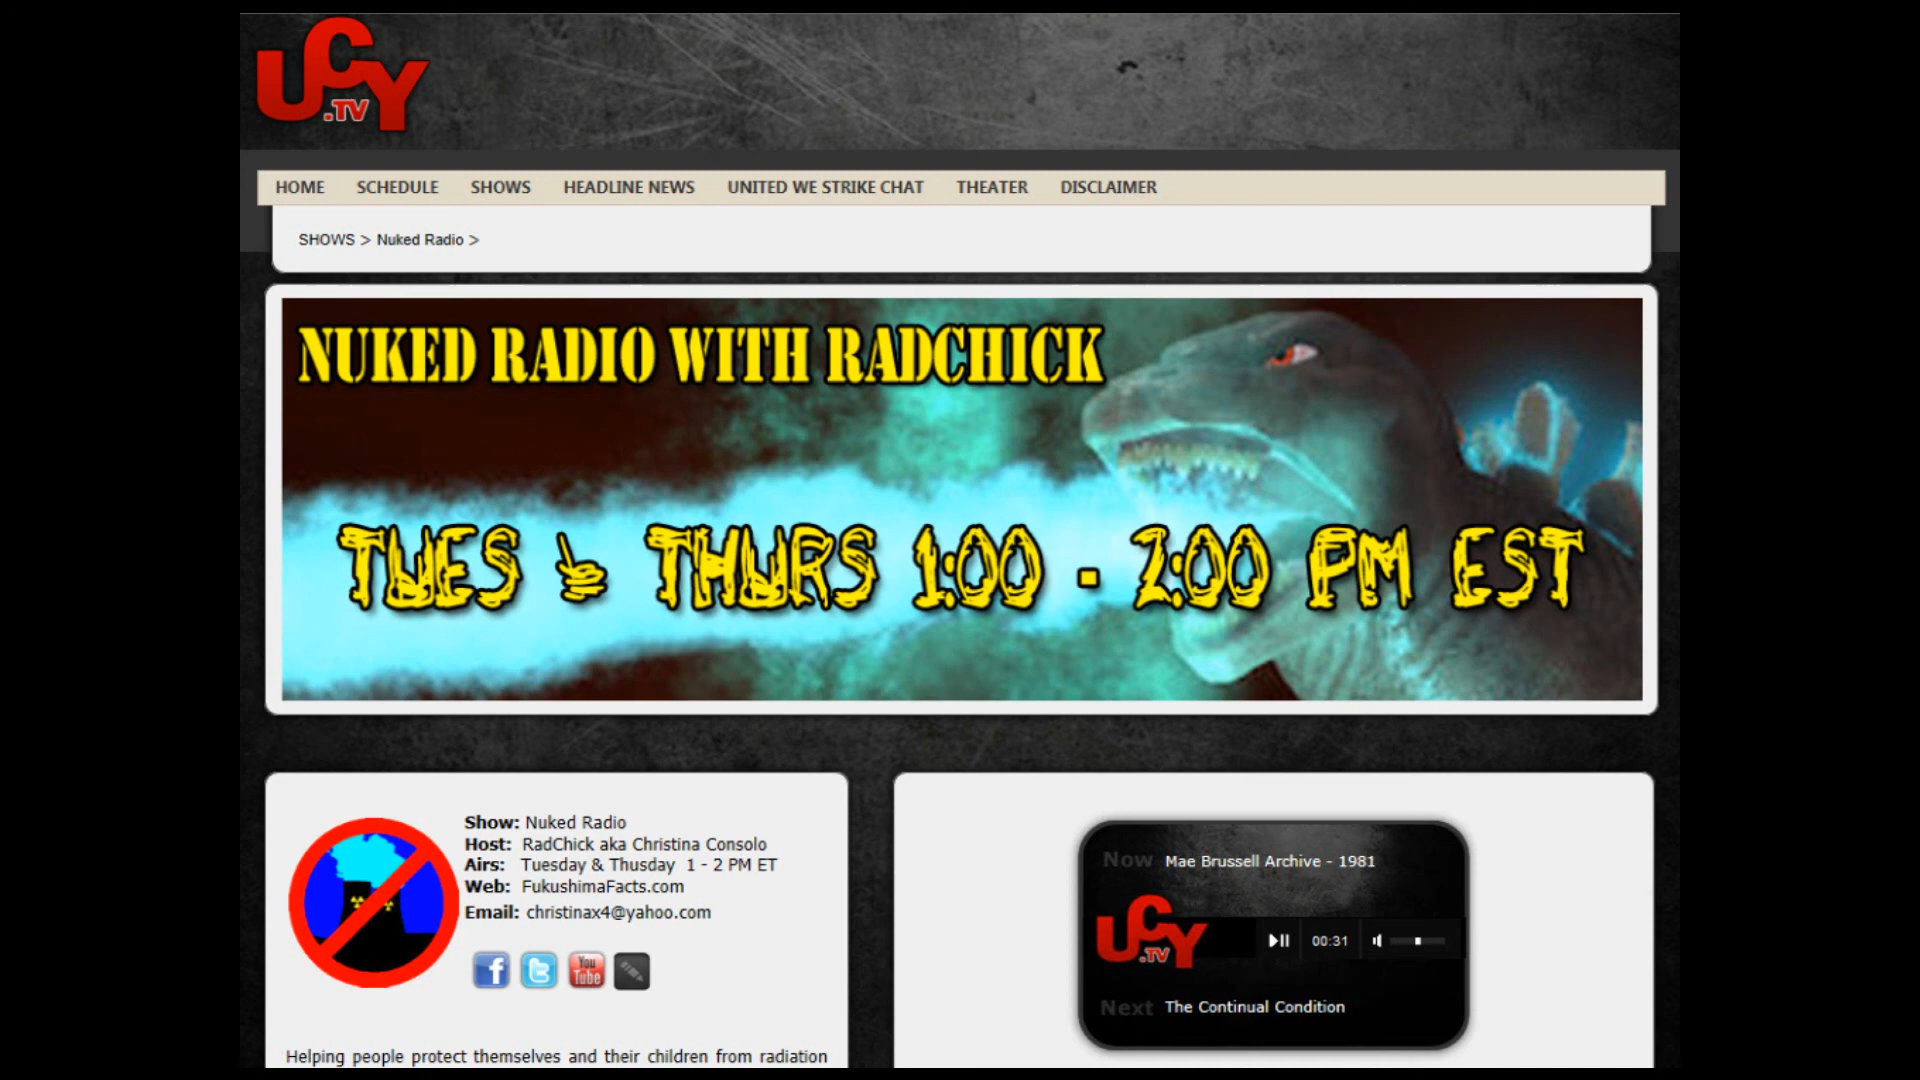 UCY
.TV
HOME SCHEDULE SHOWS HEADLINE NEWS UNITED WE STRIKE CHAT THEATER DISCLAIMER
SHOWS > Nuked Radio >
NUKED RADIO WITH RADCHICK
TUES & THURS 1:00 - 2:00 PM EST
Show: Nuked Radio
Host: RadChick aka Christina Consolo
Airs: Tuesday & Thusday 1 - 2 PM ET
Web: FukushimaFacts.com
Email: christinax4@yahoo.com
f t You
Tube
Helping people protect themselves and their children from radiation
Now Mae Brussell Archive - 1981
UCY
.TV
00:31
Next The Continual Condition